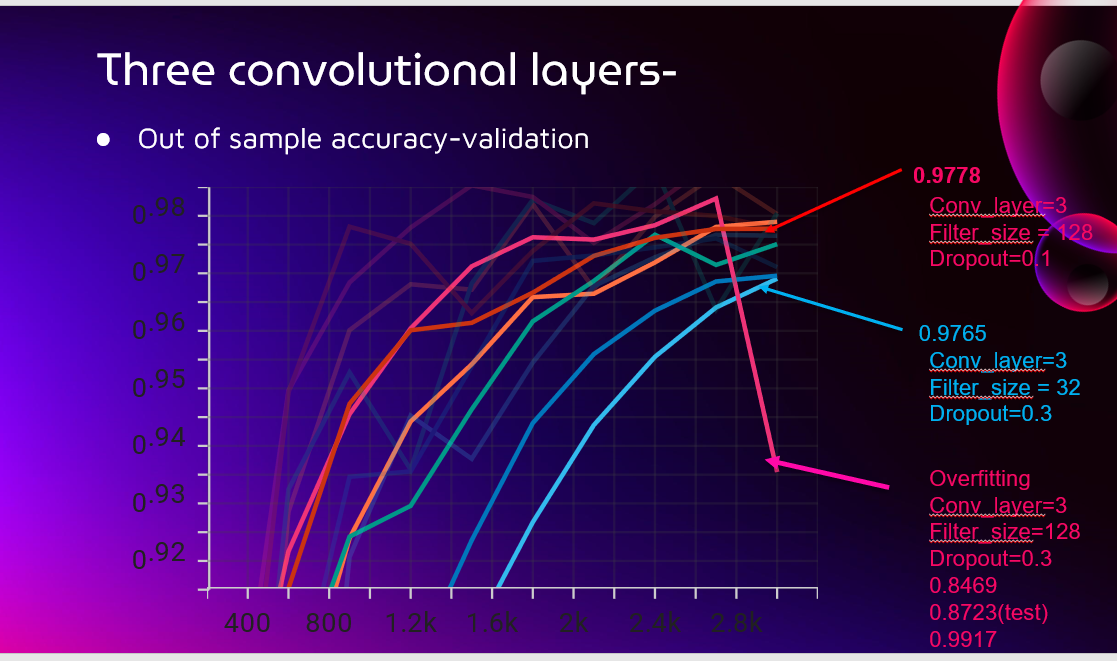 Three convolutional layers-
● Out of sample accuracy-validation
0.98
0.97
0.96
0.95
0.94
0.93
0.92
400 800 1.2k 1.6k 2k 2.4k 2.8k
0.9778
Conv_layer=3
Filter_size = 128
Dropout=0.1
0.9765
Conv_layer=3
Filter_size = 32
Dropout=0.3
Overfitting
Conv_layer=3
Filter_size=128
Dropout=0.3
0.8469
0.8723(test)
0.9917